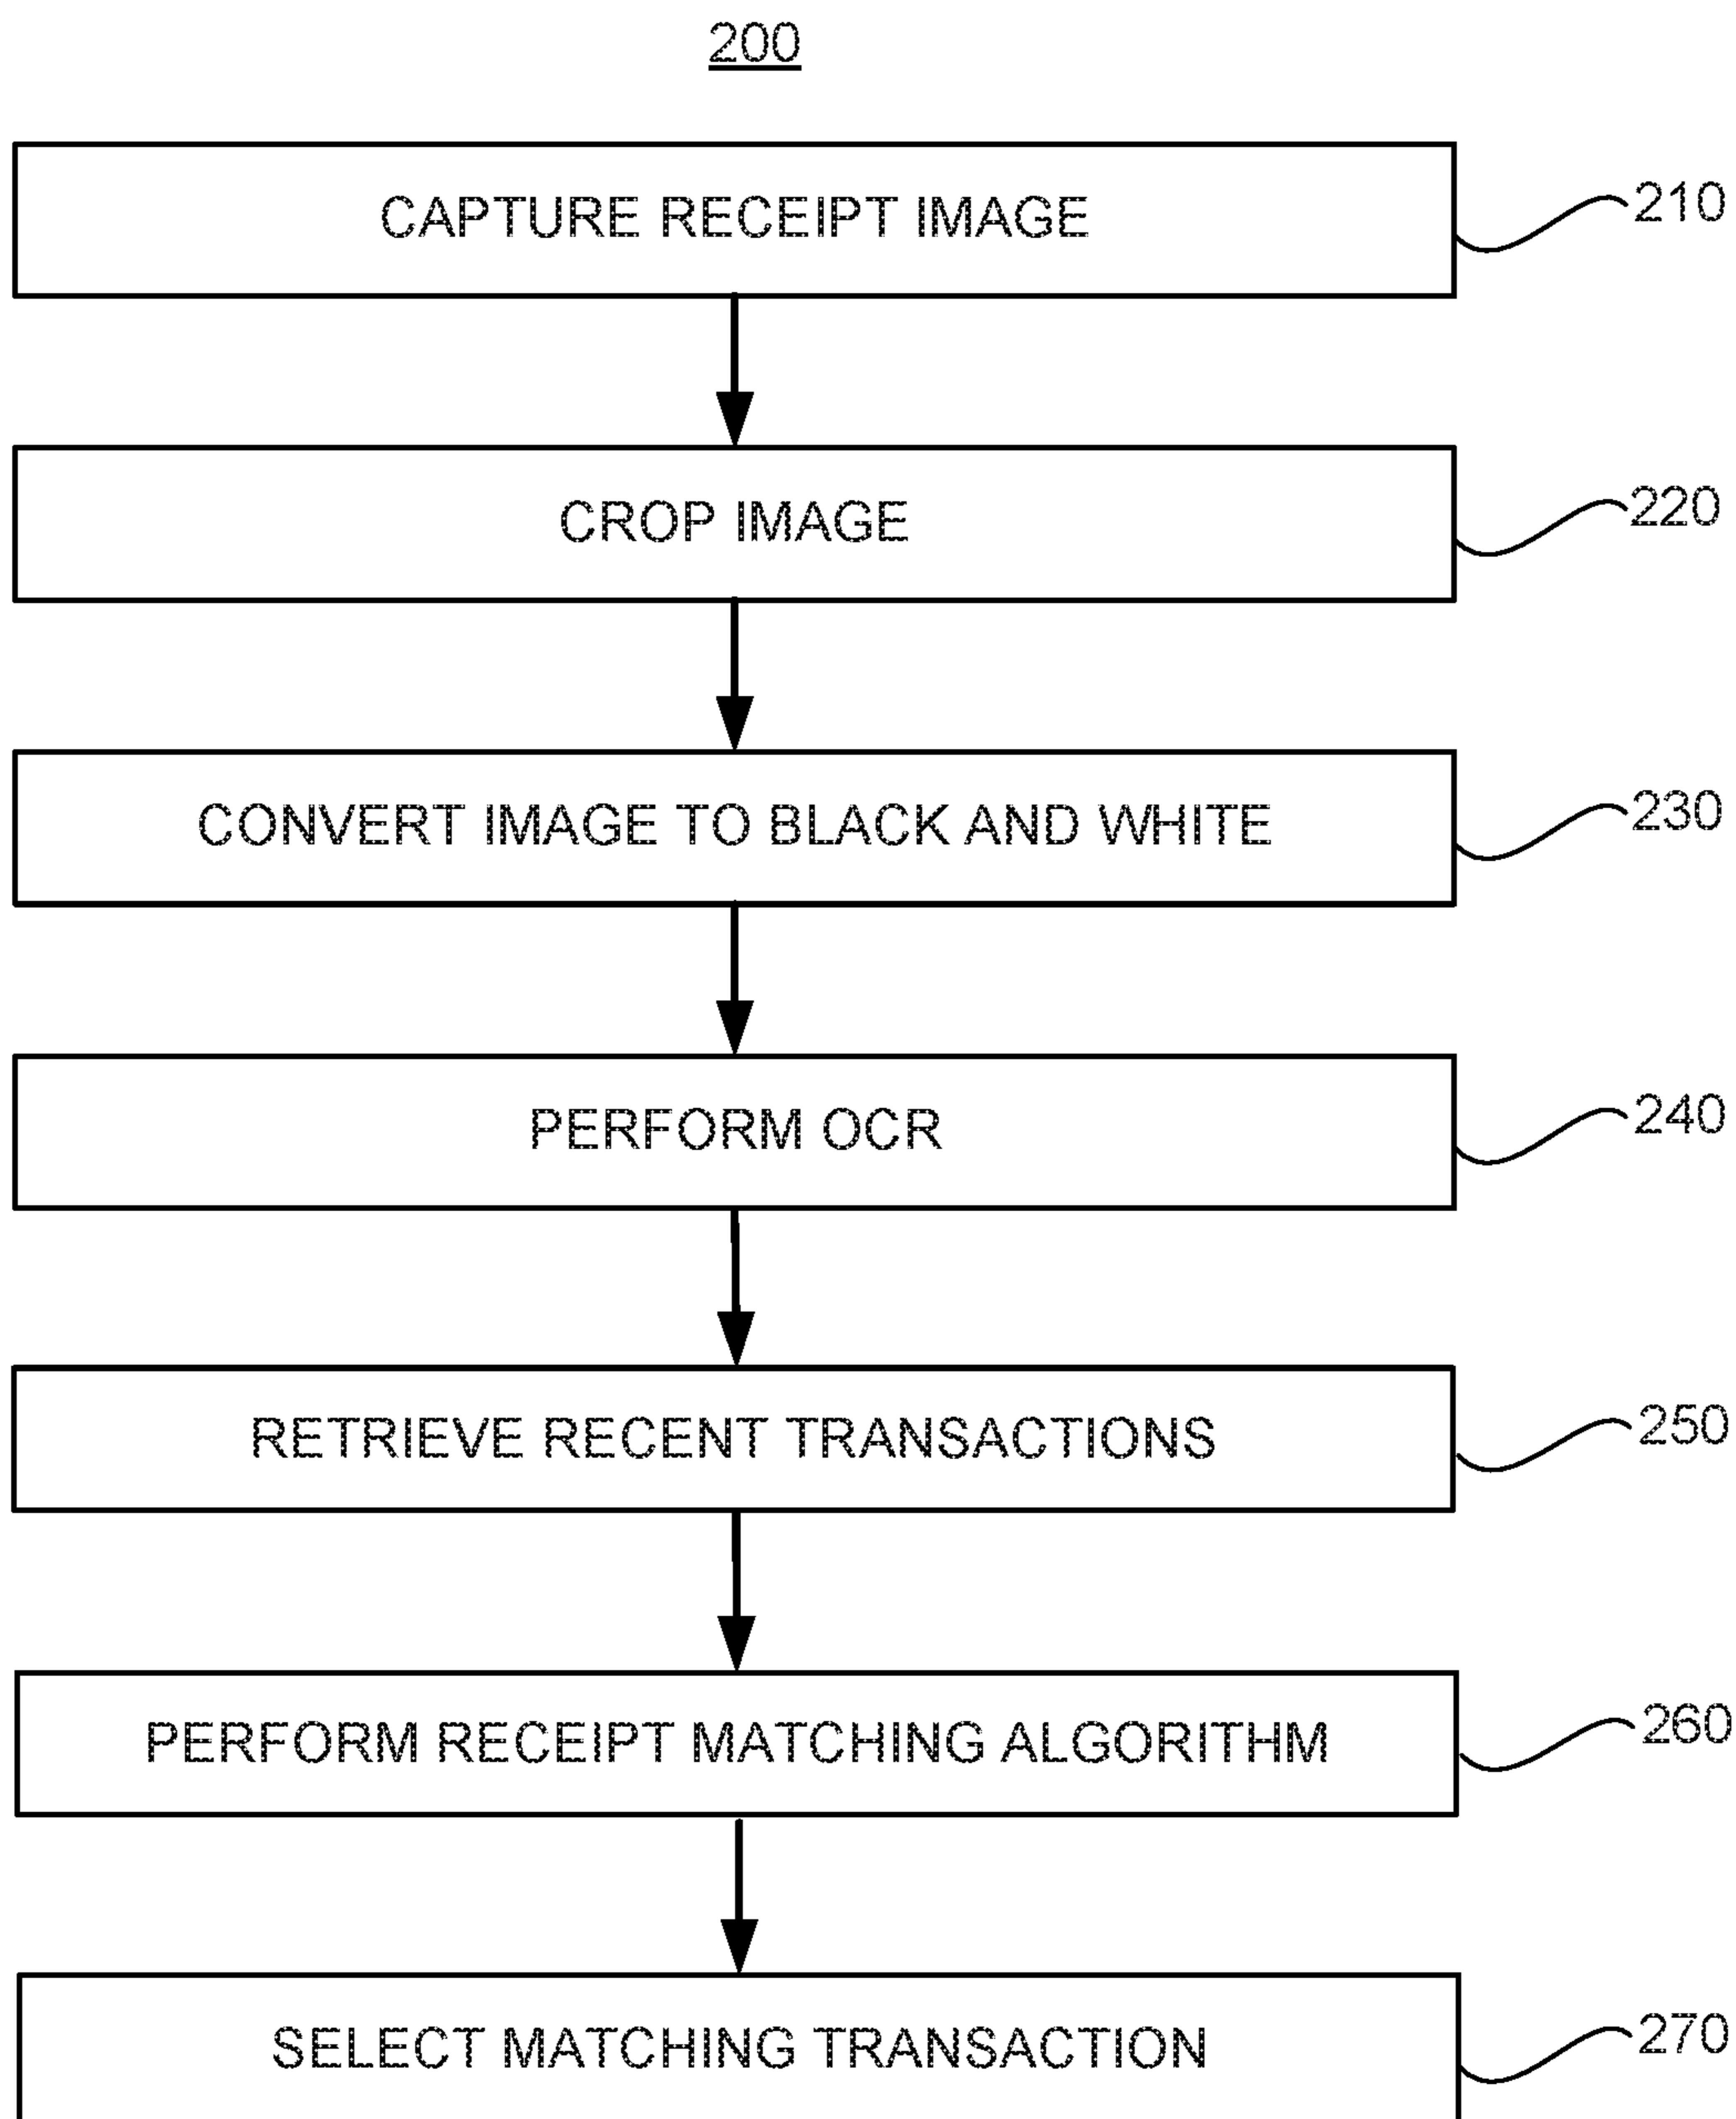 200
CAPTURE RECEIPT IMAGE
210
CROP IMAGE
220
CONVERT IMAGE TO BLACK AND WHITE
230
PERFORM OCR
240
RETRIEVE RECENT TRANSACTIONS
250
PERFORM RECEIPT MATCHING ALGORITHM
260
SELECT MATCHING TRANSACTION
270